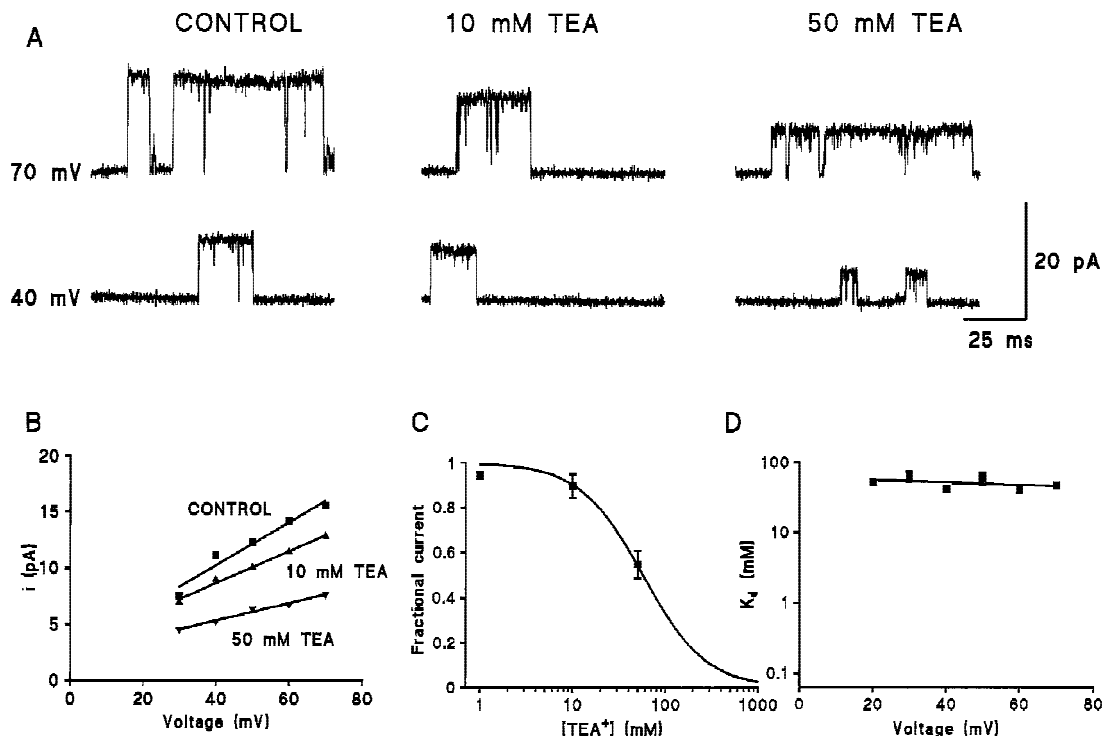 A
CONTROL
10 mM TEA
50 mM TEA
70 mV
40 mV
20 pA
25 ms
B
i (pA)
20
15
10
5
0
CONTROL
10 mM TEA
50 mM TEA
0 20 40 60 80
Voltage (mV)
C
Fractional current
1
0.8
0.6
0.4
0.2
0
1 10 100 1000
[TEA+] (mM)
D
Kd (mM)
100
10
1
0.1
0 20 40 60 80
Voltage (mV)